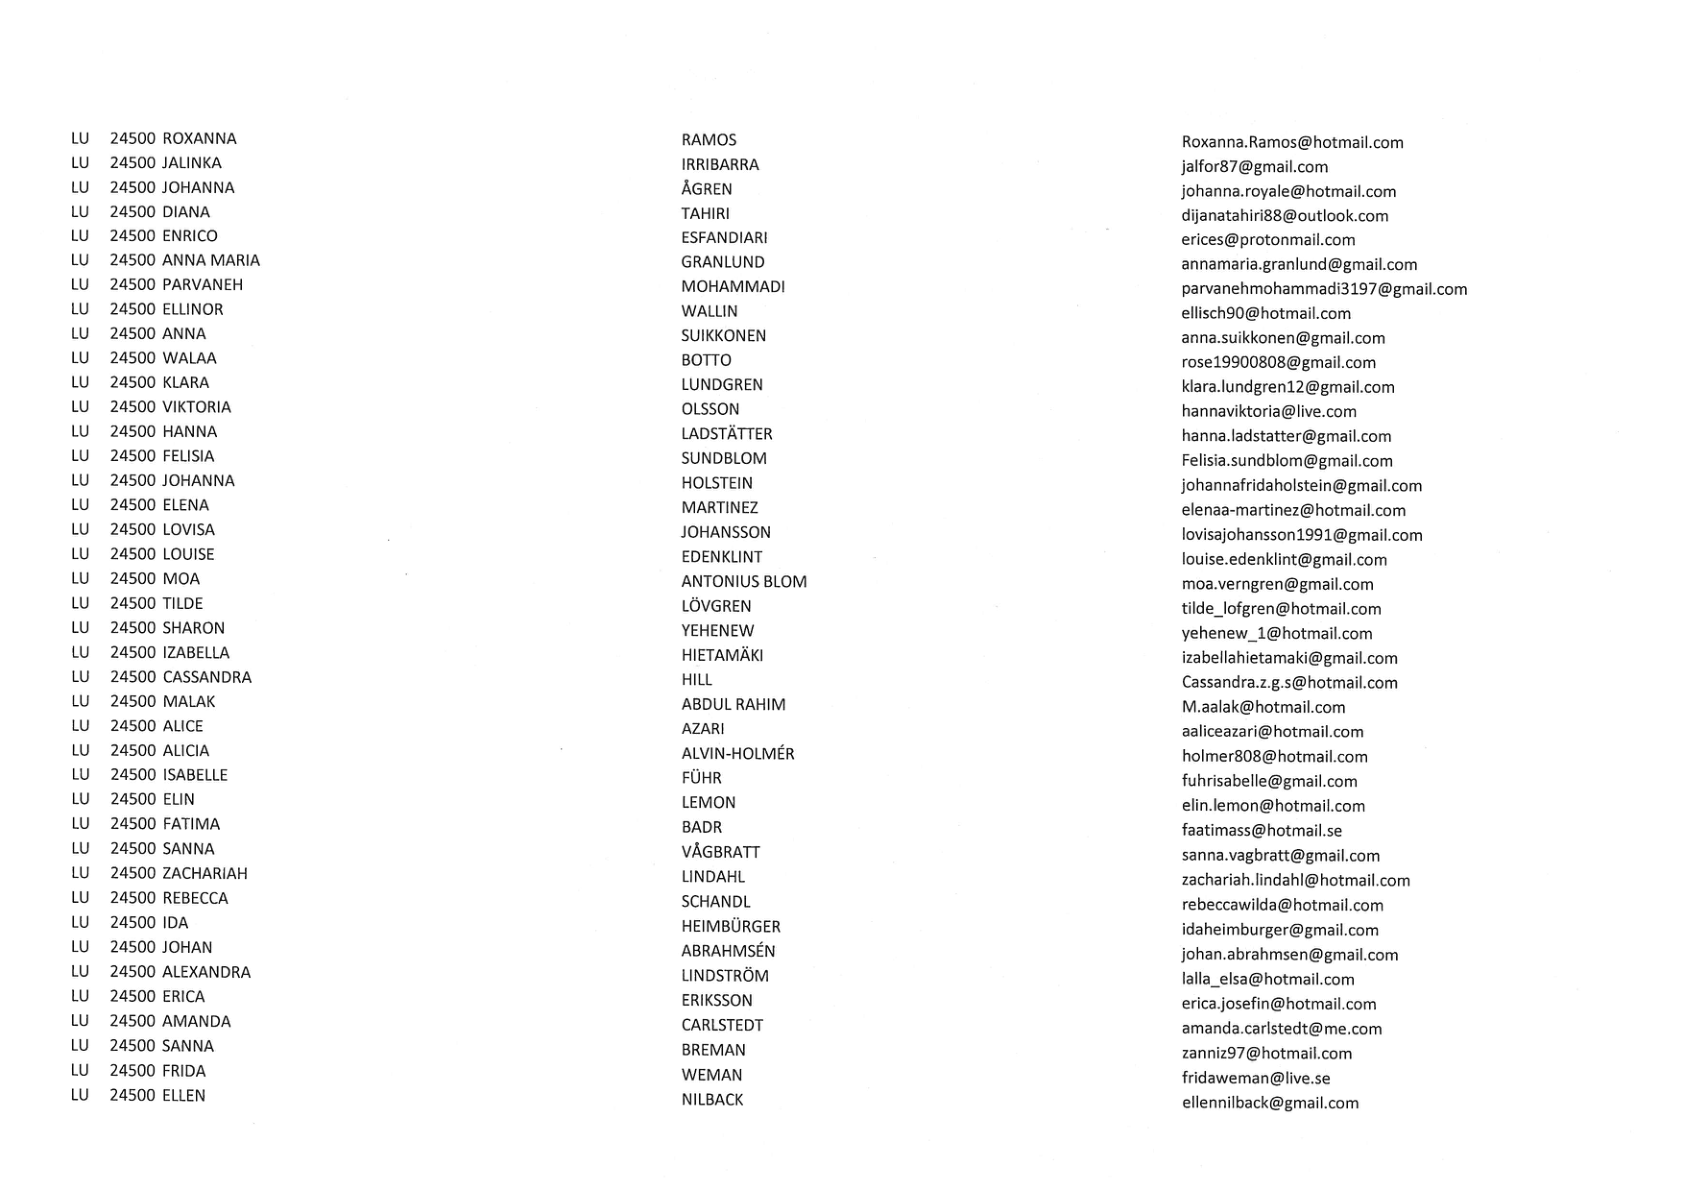 LU 24500 ROXANNA RAMOS Roxanna.Ramos@hotmail.com
LU 24500 JALINKA IRRIBARRA jalfor87@gmail.com
LU 24500 JOHANNA ÅGREN johanna.royale@hotmail.com
LU 24500 DIANA TAHIRI dijanatahiri88@outlook.com
LU 24500 ENRICO ESFANDIARI erices@protonmail.com
LU 24500 ANNA MARIA GRANLUND annamaria.granlund@gmail.com
LU 24500 PARVANEH MOHAMMADI parvanehmohammadi3197@gmail.com
LU 24500 ELLINOR WALLIN ellisch90@hotmail.com
LU 24500 ANNA SUIKKONEN anna.suikkonen@gmail.com
LU 24500 WALAA BOTTO rose19900808@gmail.com
LU 24500 KLARA LUNDGREN klara.lundgren12@gmail.com
LU 24500 VIKTORIA OLSSON hannaviktoria@live.com
LU 24500 HANNA LADSTÄTTER hanna.ladstatter@gmail.com
LU 24500 FELISIA SUNDBLOM Felisia.sundblom@gmail.com
LU 24500 JOHANNA HOLSTEIN johannafridaholstein@gmail.com
LU 24500 ELENA MARTINEZ elenaa-martinez@hotmail.com
LU 24500 LOVISA JOHANSSON lovisajohansson1991@gmail.com
LU 24500 LOUISE EDENKLINT louise.edenklint@gmail.com
LU 24500 MOA ANTONIUS BLOM moa.verngren@gmail.com
LU 24500 TILDE LÖVGREN tilde_lofgren@hotmail.com
LU 24500 SHARON YEHENEW yehenew_1@hotmail.com
LU 24500 IZABELLA HIETAMÄKI izabellahietamaki@gmail.com
LU 24500 CASSANDRA HILL Cassandra.z.g.s@hotmail.com
LU 24500 MALAK ABDUL RAHIM M.aalak@hotmail.com
LU 24500 ALICE AZARI aaliceazari@hotmail.com
LU 24500 ALICIA ALVIN-HOLMÉR holmer808@hotmail.com
LU 24500 ISABELLE FÜHR fuhrisabelle@gmail.com
LU 24500 ELIN LEMON elin.lemon@hotmail.com
LU 24500 FATIMA BADR faatimass@hotmail.se
LU 24500 SANNA VÅGBRATT sanna.vagbratt@gmail.com
LU 24500 ZACHARIAH LINDAHL zachariah.lindahl@hotmail.com
LU 24500 REBECCA SCHANDL rebeccawilda@hotmail.com
LU 24500 IDA HEIMBÜRGER idaheimburger@gmail.com
LU 24500 JOHAN ABRAHMSÉN johan.abrahmsen@gmail.com
LU 24500 ALEXANDRA LINDSTRÖM lalla_elsa@hotmail.com
LU 24500 ERICA ERIKSSON erica.josefin@hotmail.com
LU 24500 AMANDA CARLSTEDT amanda.carlstedt@me.com
LU 24500 SANNA BREMAN zanniz97@hotmail.com
LU 24500 FRIDA WEMAN fridaweman@live.se
LU 24500 ELLEN NILBACK ellennilback@gmail.com